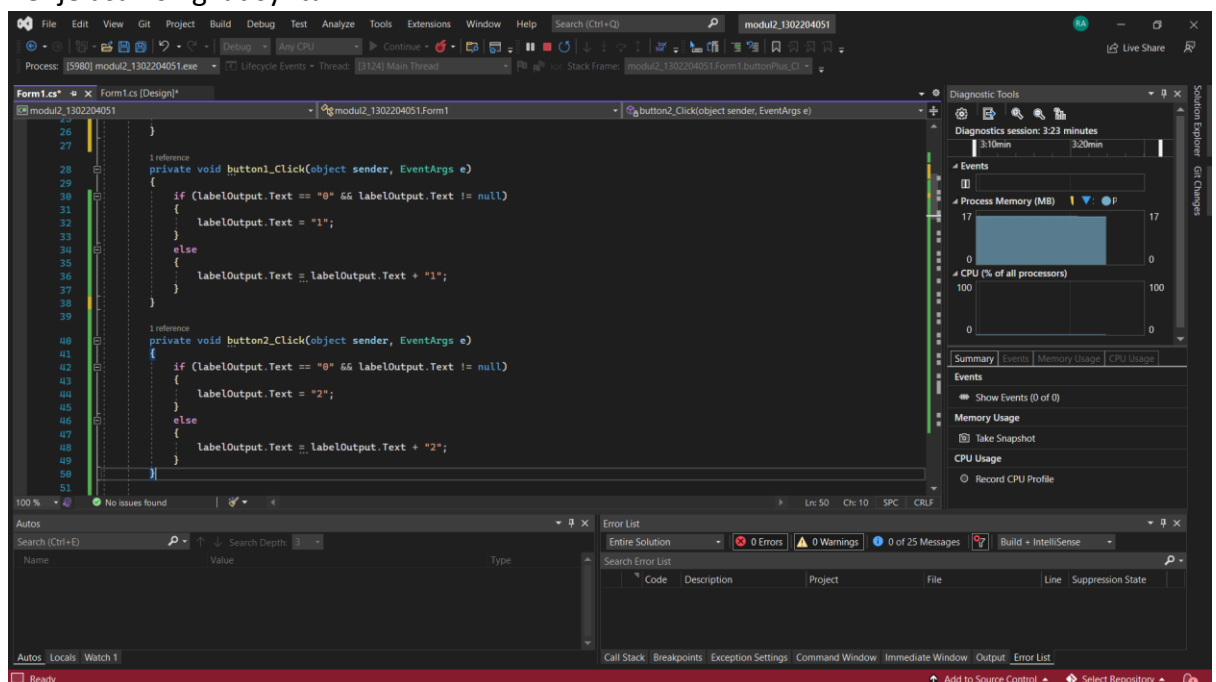 File Edit View Git Project Build Debug Test Analyze Tools Extensions Window Help Search (Ctrl+Q) modul2_1302204051 RA
Debug Any CPU Continue Live Share
Process: [5980] modul2_1302204051.exe Lifecycle Events Thread: [3124] Main Thread Stack Frame: modul2_1302204051.Form1.buttonPlus_Cl
Form1.cs* Form1.cs [Design]*
modul2_1302204051 modul2_1302204051.Form1 button2_Click(object sender, EventArgs e)
26 }
27
1 reference
28 private void button1_Click(object sender, EventArgs e)
29 {
30 if (labelOutput.Text == "0" && labelOutput.Text != null)
31 {
32 labelOutput.Text = "1";
33 }
34 else
35 {
36 labelOutput.Text = labelOutput.Text + "1";
37 }
38 }
39
1 reference
40 private void button2_Click(object sender, EventArgs e)
41 {
42 if (labelOutput.Text == "0" && labelOutput.Text != null)
43 {
44 labelOutput.Text = "2";
45 }
46 else
47 {
48 labelOutput.Text = labelOutput.Text + "2";
49 }
50 }
51
100 % No issues found Ln: 50 Ch: 10 SPC CRLF
Diagnostic Tools
Diagnostics session: 3:23 minutes
3:10min 3:20min
Events
Process Memory (MB) P
17 17
0 0
CPU (% of all processors)
100 100
0 0
Summary Events Memory Usage CPU Usage
Events
Show Events (0 of 0)
Memory Usage
Take Snapshot
CPU Usage
Record CPU Profile
Solution Explorer
Git Changes
Autos
Search (Ctrl+E) Search Depth: 3
Name Value Type
Autos Locals Watch 1
Error List
Entire Solution 0 Errors 0 Warnings 0 of 25 Messages Build + IntelliSense
Search Error List
Code Description Project File Line Suppression State
Call Stack Breakpoints Exception Settings Command Window Immediate Window Output Error List
Ready Add to Source Control Select Repository